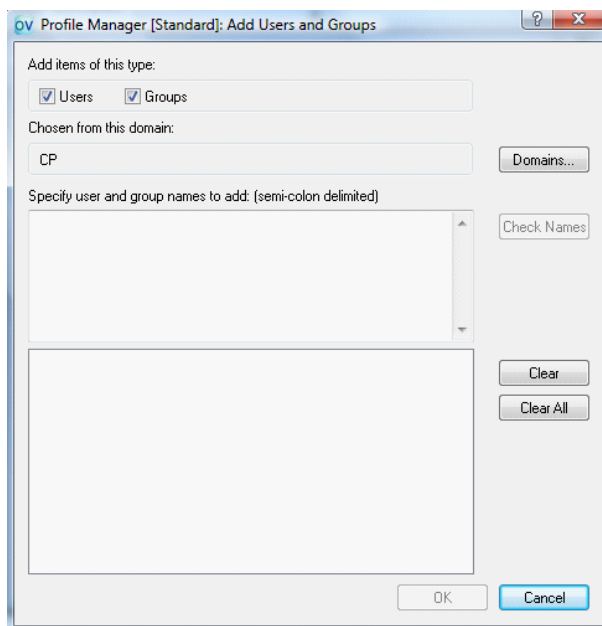 OV Profile Manager [Standard]: Add Users and Groups ?
Add items of this type:
Users Groups
Chosen from this domain:
CP Domains...
Specify user and group names to add: (semi-colon delimited)
Check Names
Clear
Clear All
OK Cancel